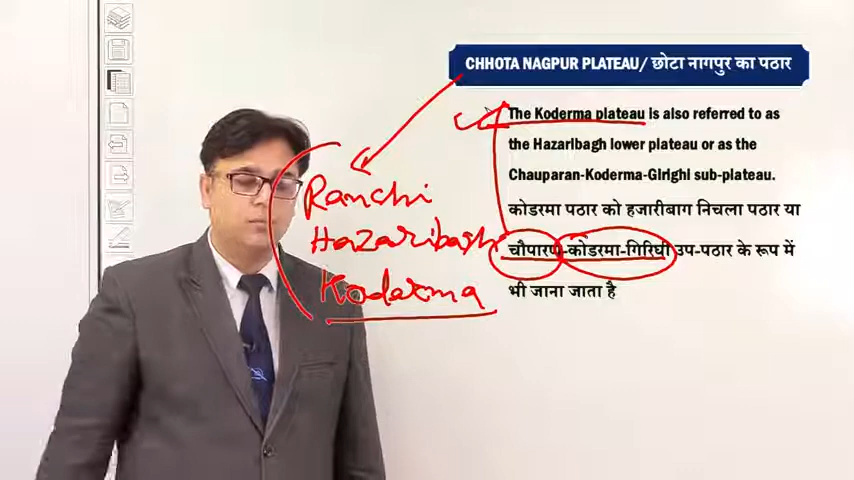 CHHOTA NAGPUR PLATEAU/ छोटा नागपुर का पठार
The Koderma plateau is also referred to as
the Hazaribagh lower plateau or as the
Chauparan-Koderma-Girighi sub-plateau.
कोडरमा पठार को हजारीबाग निचला पठार या
चौपारण-कोडरमा-गिरिघी उप-पठार के रूप में
भी जाना जाता है
Ranchi
Hazaribagh
Koderma